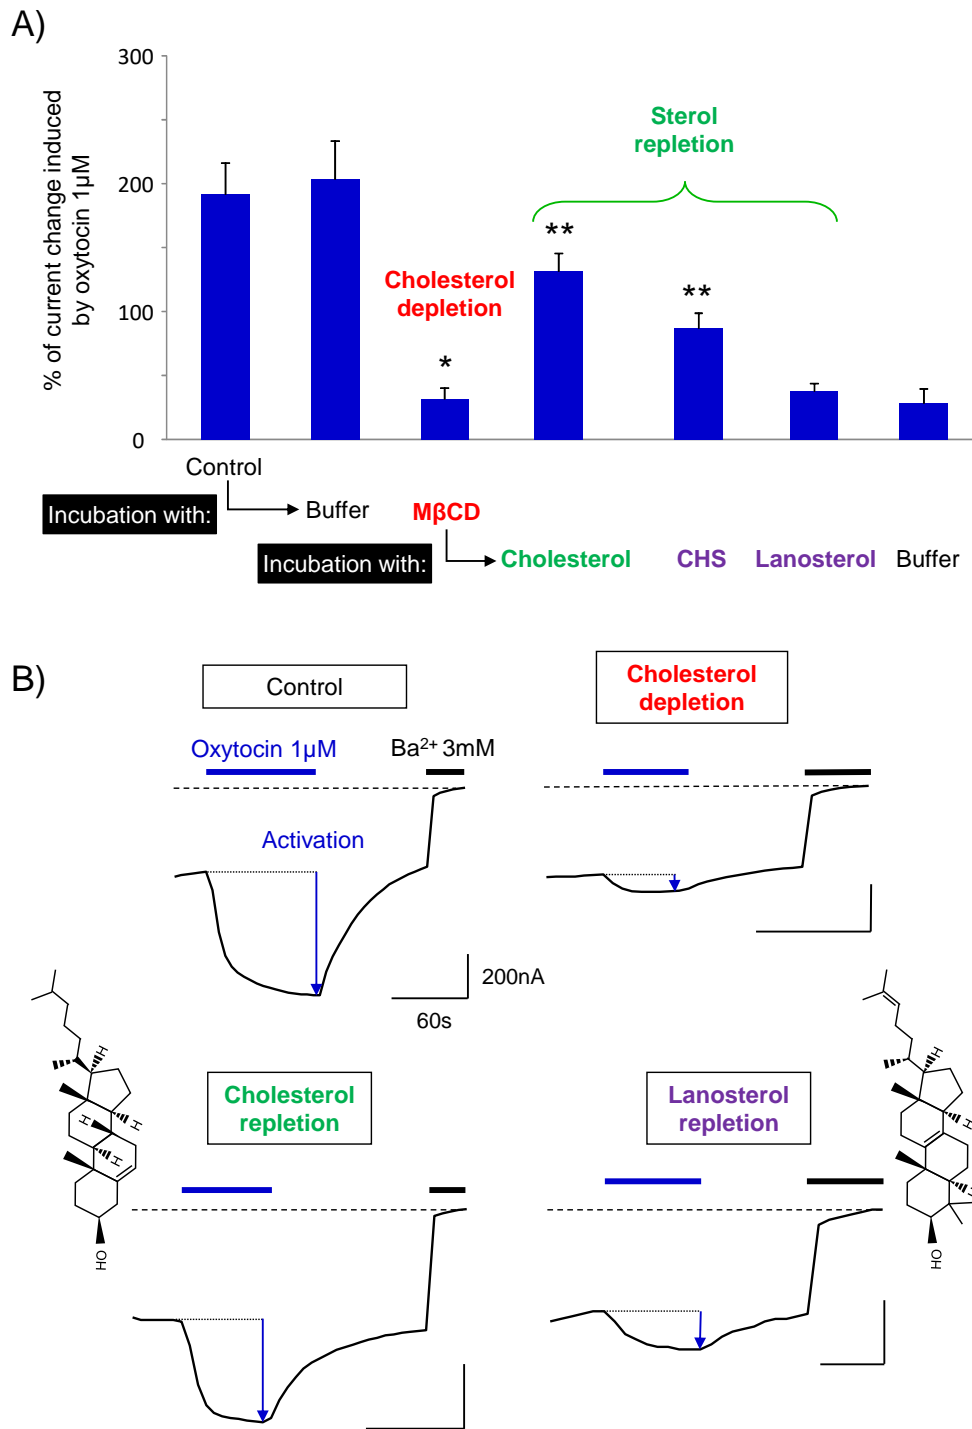 A)
% of current change induced
by oxytocin 1µM
300
200
100
0
Sterol
repletion
Cholesterol
depletion
*
**
**
Control
Incubation with:
Buffer
MβCD
Incubation with:
Cholesterol
CHS
Lanosterol
Buffer
B)
Control
Cholesterol
depletion
Oxytocin 1µM
Ba²⁺ 3mM
Activation
200nA
60s
Cholesterol
repletion
Lanosterol
repletion
H
H
H
H
HO
H
H
HO